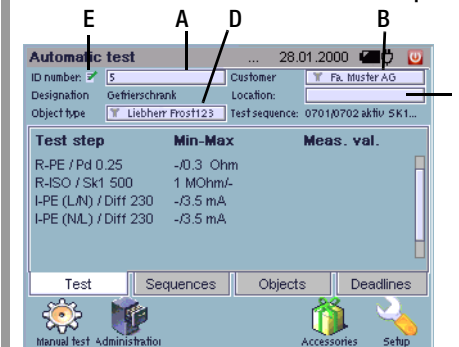 E A D B
Automatic test ... 28.01.2000
ID number: 5 Customer Fa. Muster AG
Designation Gefrierschrank Location:
Object type Liebherr Frost123 Test sequence: 0701/0702 aktiv SK1...
Test step Min-Max Meas. val.
R-PE / Pd 0.25 -/0.3 Ohm
R-ISO / Sk1 500 1 MOhm/-
I-PE (L/N) / Diff 230 -/3.5 mA
I-PE (N/L) / Diff 230 -/3.5 mA
Test Sequences Objects Deadlines
Manual test Administration Accessories Setup